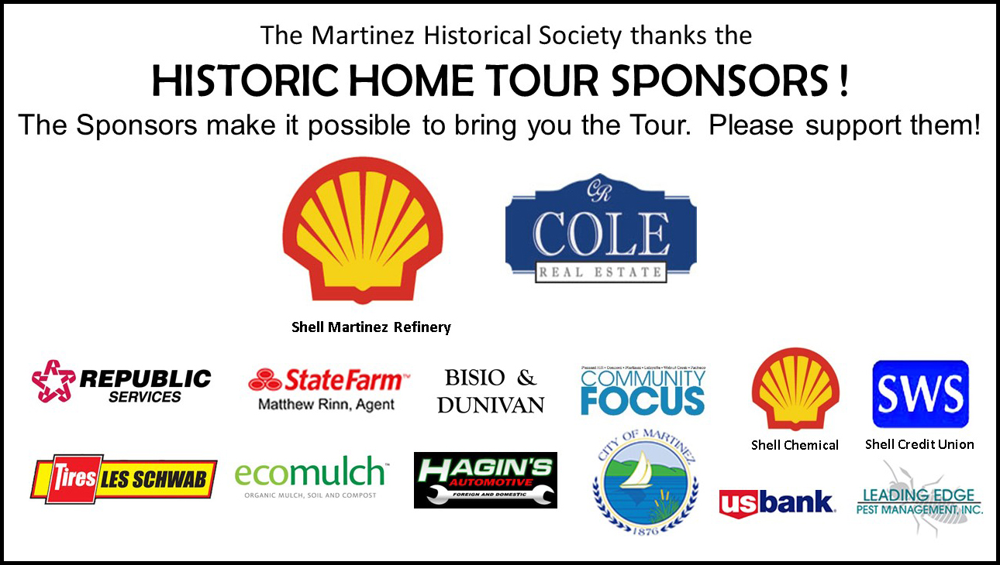 The Martinez Historical Society thanks the
HISTORIC HOME TOUR SPONSORS !
The Sponsors make it possible to bring you the Tour. Please support them!
CR
COLE
REAL ESTATE
Shell Martinez Refinery
REPUBLIC
SERVICES
StateFarm™
Matthew Rinn, Agent
BISIO &
DUNIVAN
Pleasant Hill • Concord • Martinez • Lafayette • Walnut Creek • Pacheco
COMMUNITY
FOCUS
Shell Chemical
SWS
Shell Credit Union
Tires LES SCHWAB
ecomulch™
ORGANIC MULCH, SOIL AND COMPOST
HAGIN'S
AUTOMOTIVE
FOREIGN AND DOMESTIC
CITY OF MARTINEZ
1876
usbank®
LEADING EDGE
PEST MANAGEMENT, INC.